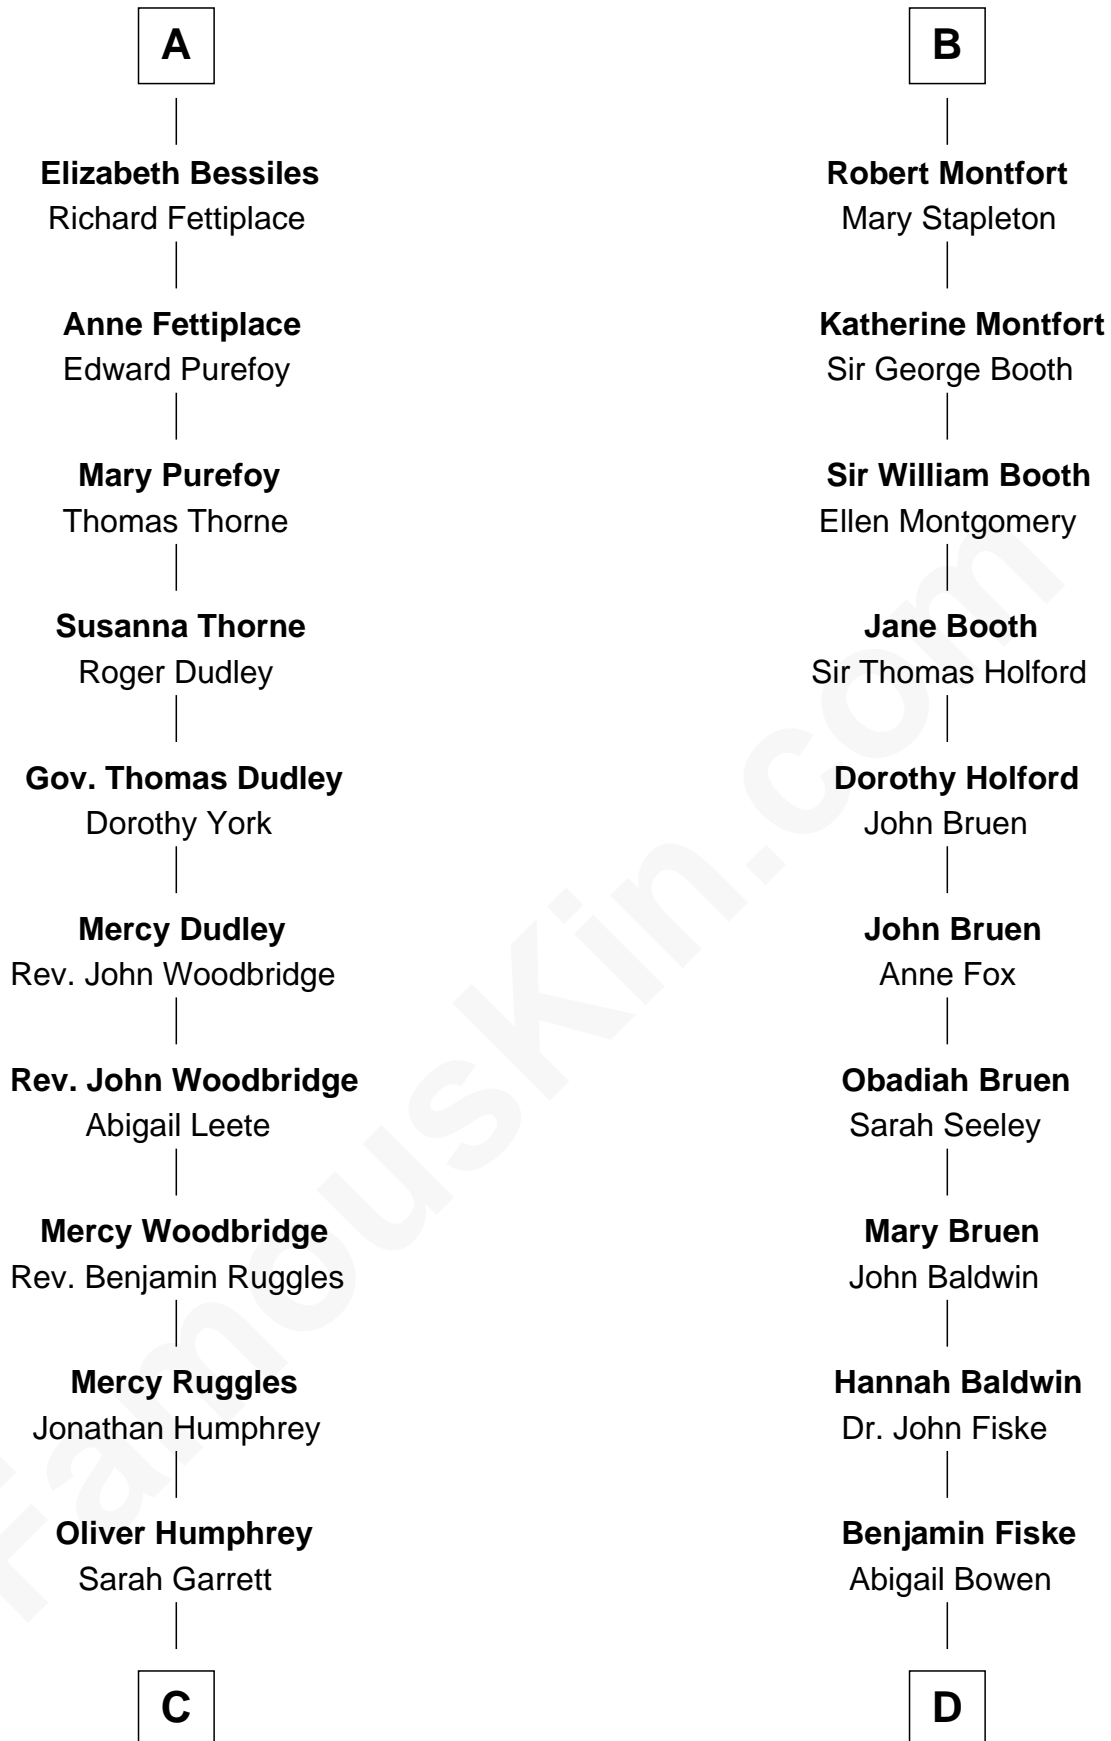 A
Elizabeth Bessiles
Richard Fettiplace
Anne Fettiplace
Edward Purefoy
Mary Purefoy
Thomas Thorne
Susanna Thorne
Roger Dudley
Gov. Thomas Dudley
Dorothy York
Mercy Dudley
Rev. John Woodbridge
Rev. John Woodbridge
Abigail Leete
Mercy Woodbridge
Rev. Benjamin Ruggles
Mercy Ruggles
Jonathan Humphrey
Oliver Humphrey
Sarah Garrett
C
B
Robert Montfort
Mary Stapleton
Katherine Montfort
Sir George Booth
Sir William Booth
Ellen Montgomery
Jane Booth
Sir Thomas Holford
Dorothy Holford
John Bruen
John Bruen
Anne Fox
Obadiah Bruen
Sarah Seeley
Mary Bruen
John Baldwin
Hannah Baldwin
Dr. John Fiske
Benjamin Fiske
Abigail Bowen
D
FamousKin.com